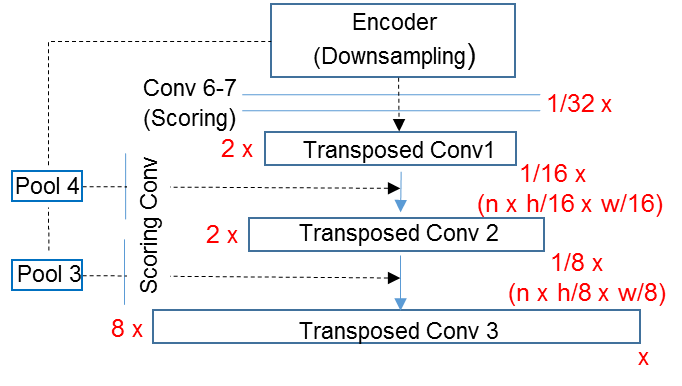 Encoder
(Downsampling)
Conv 6-7
(Scoring)
1/32 x
2 x
Transposed Conv1
1/16 x
(n x h/16 x w/16)
Pool 4
Scoring Conv
2 x
Transposed Conv 2
1/8 x
(n x h/8 x w/8)
Pool 3
8 x
Transposed Conv 3
x